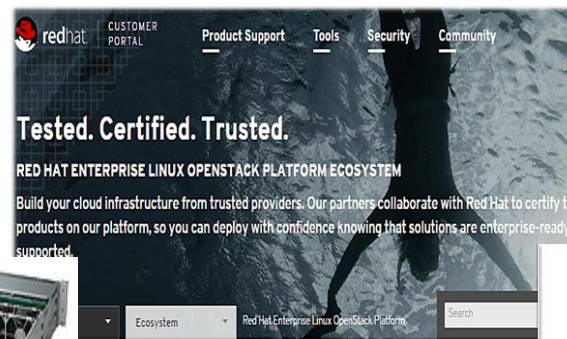 redhat
CUSTOMER
PORTAL
Product Support
Tools
Security
Community
Tested. Certified. Trusted.
RED HAT ENTERPRISE LINUX OPENSTACK PLATFORM ECOSYSTEM
Build your cloud infrastructure from trusted providers. Our partners collaborate with Red Hat to certify t
products on our platform, so you can deploy with confidence knowing that solutions are enterprise-ready
supported.
Ecosystem
Red Hat Enterprise Linux OpenStack Platform
Search